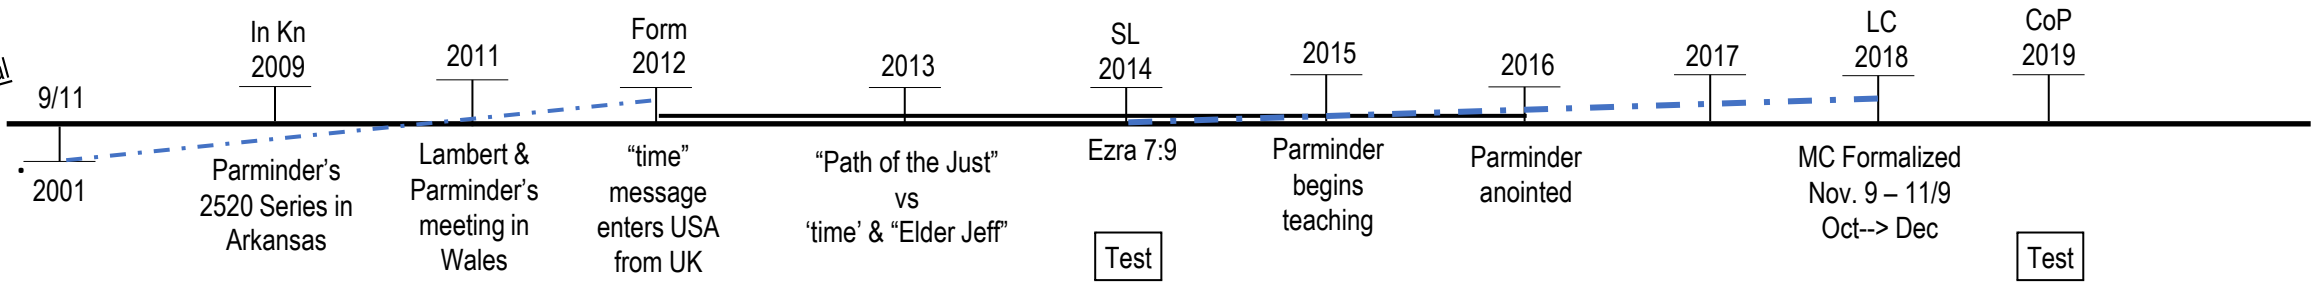 9/11
2001
In Kn
2009
Parminder’s
2520 Series in
Arkansas
2011
Lambert &
Parminder’s
meeting in
Wales
Form
2012
“time”
message
enters USA
from UK
2013
“Path of the Just”
vs
‘time’ & “Elder Jeff”
SL
2014
Ezra 7:9
Test
2015
Parminder
begins
teaching
2016
Parminder
anointed
2017
LC
2018
MC Formalized
Nov. 9 – 11/9
Oct--> Dec
CoP
2019
Test